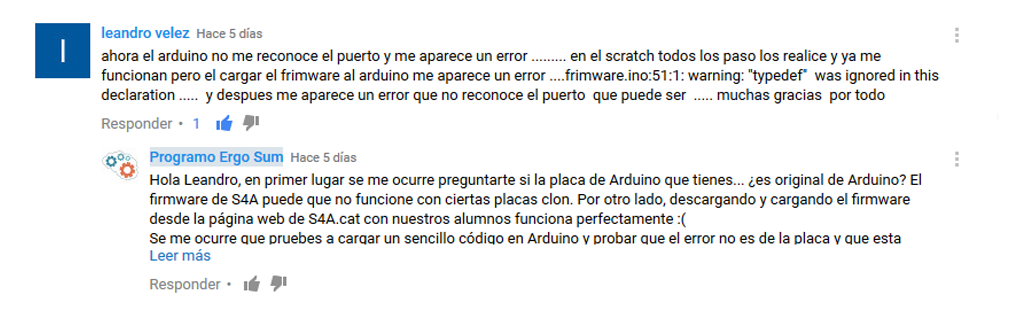 l
leandro velez Hace 5 días
ahora el arduino no me reconoce el puerto y me aparece un error ......... en el scratch todos los paso los realice y ya me
funcionan pero el cargar el frimware al arduino me aparece un error ....frimware.ino:51:1: warning: "typedef" was ignored in this
declaration ..... y despues me aparece un error que no reconoce el puerto que puede ser ..... muchas gracias por todo
Responder • 1
Programo Ergo Sum Hace 5 días
Hola Leandro, en primer lugar se me ocurre preguntarte si la placa de Arduino que tienes... ¿es original de Arduino? El
firmware de S4A puede que no funcione con ciertas placas clon. Por otro lado, descargando y cargando el firmware
desde la página web de S4A.cat con nuestros alumnos funciona perfectamente :(
Se me ocurre que pruebes a cargar un sencillo código en Arduino y probar que el error no es de la placa y que esta
Leer más
Responder •